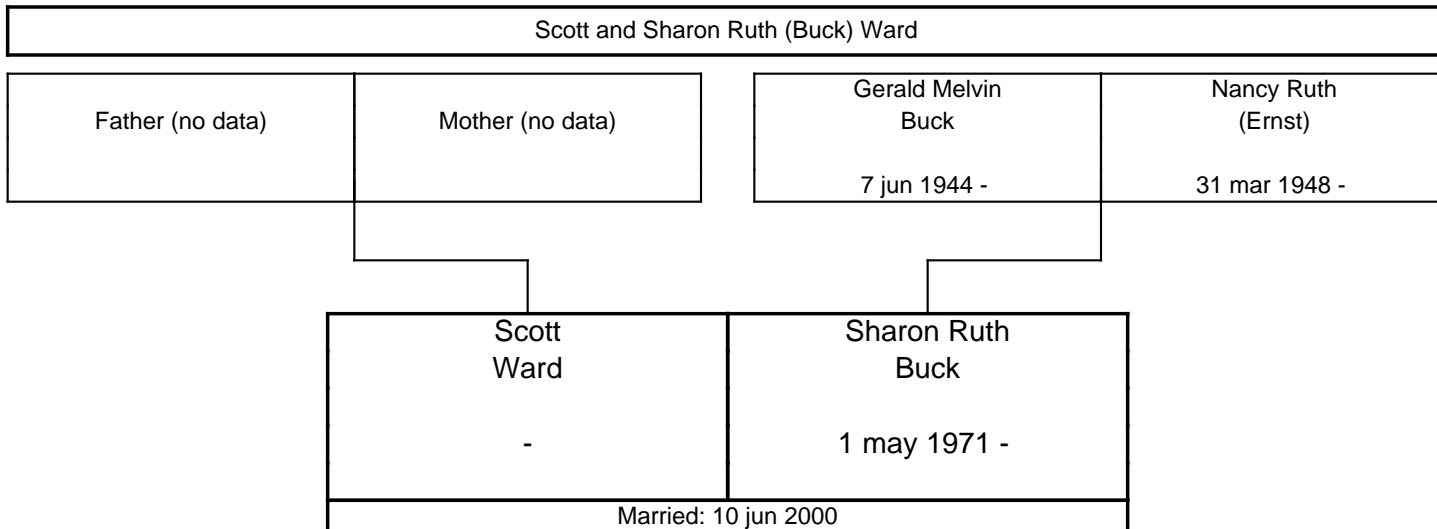 Scott and Sharon Ruth (Buck) Ward
Father (no data)
Mother (no data)
Gerald Melvin
Buck
7 jun 1944 -
Nancy Ruth
(Ernst)
31 mar 1948 -
Scott
Ward
-
Sharon Ruth
Buck
1 may 1971 -
Married: 10 jun 2000